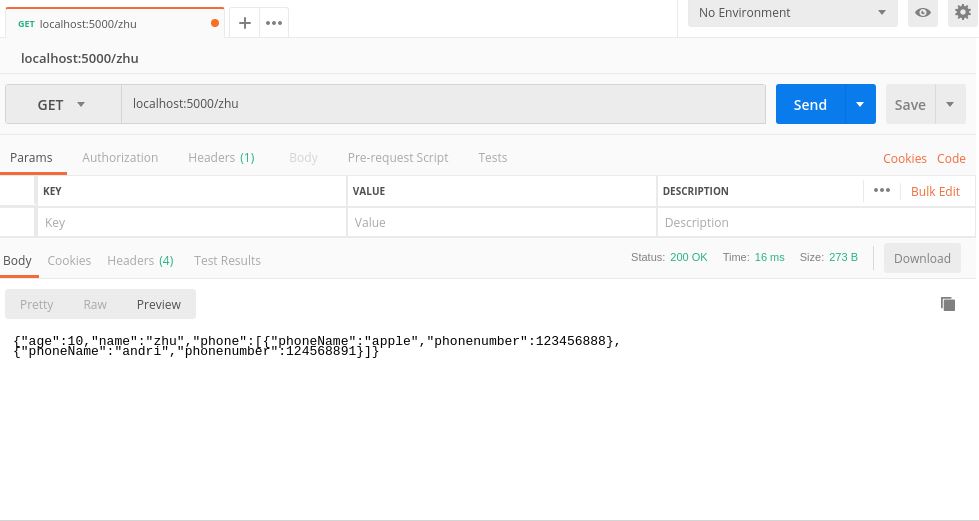 GET localhost:5000/zhu
No Environment
localhost:5000/zhu
GET localhost:5000/zhu Send Save
Params Authorization Headers (1) Body Pre-request Script Tests Cookies Code
KEY VALUE DESCRIPTION Bulk Edit
Key Value Description
Body Cookies Headers (4) Test Results Status: 200 OK Time: 16 ms Size: 273 B Download
Pretty Raw Preview
{"age":10,"name":"zhu","phone":[{"phoneName":"apple","phonenumber":123456888},
{"phoneName":"andri","phonenumber":124568891}]}